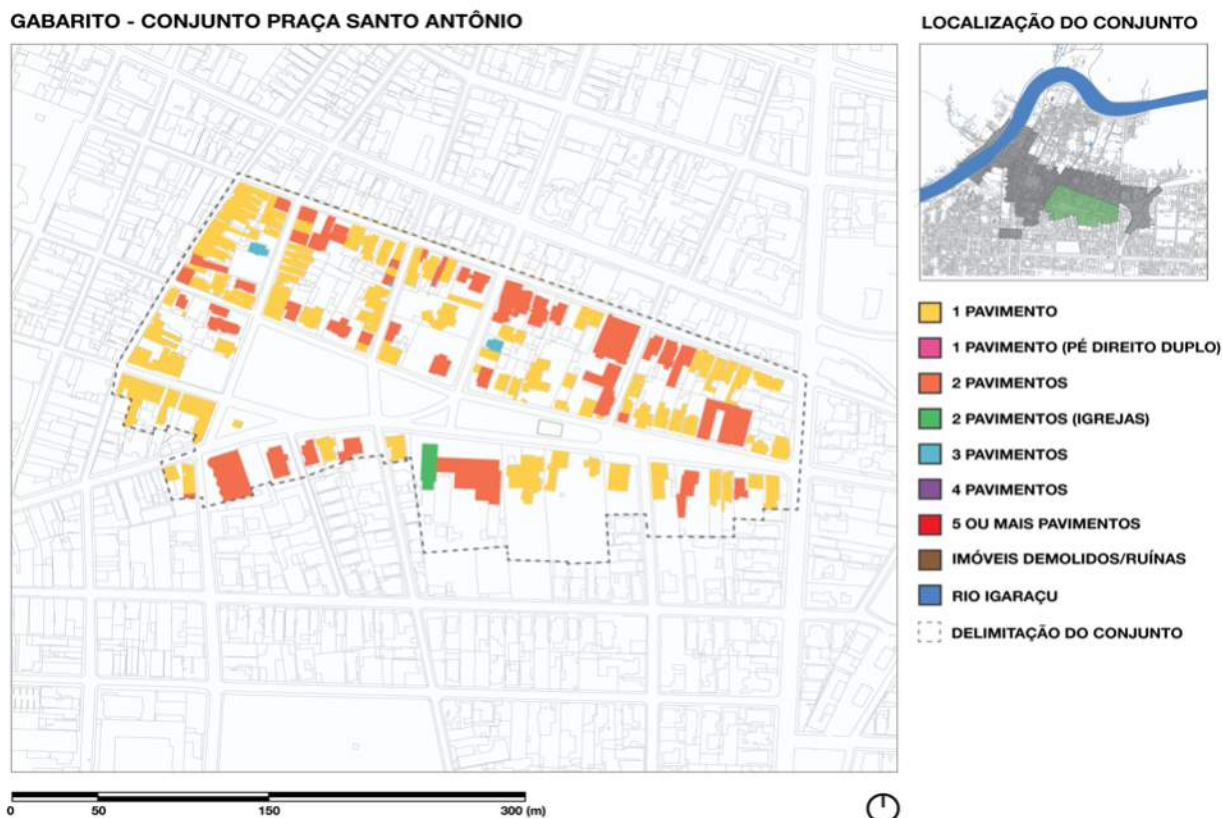 GABARITO - CONJUNTO PRAÇA SANTO ANTÔNIO
LOCALIZAÇÃO DO CONJUNTO
1 PAVIMENTO
1 PAVIMENTO (PÉ DIREITO DUPLO)
2 PAVIMENTOS
2 PAVIMENTOS (IGREJAS)
3 PAVIMENTOS
4 PAVIMENTOS
5 OU MAIS PAVIMENTOS
IMÓVEIS DEMOLIDOS/RUÍNAS
RIO IGARAÇU
DELIMITAÇÃO DO CONJUNTO
0 50 150 300 (m)